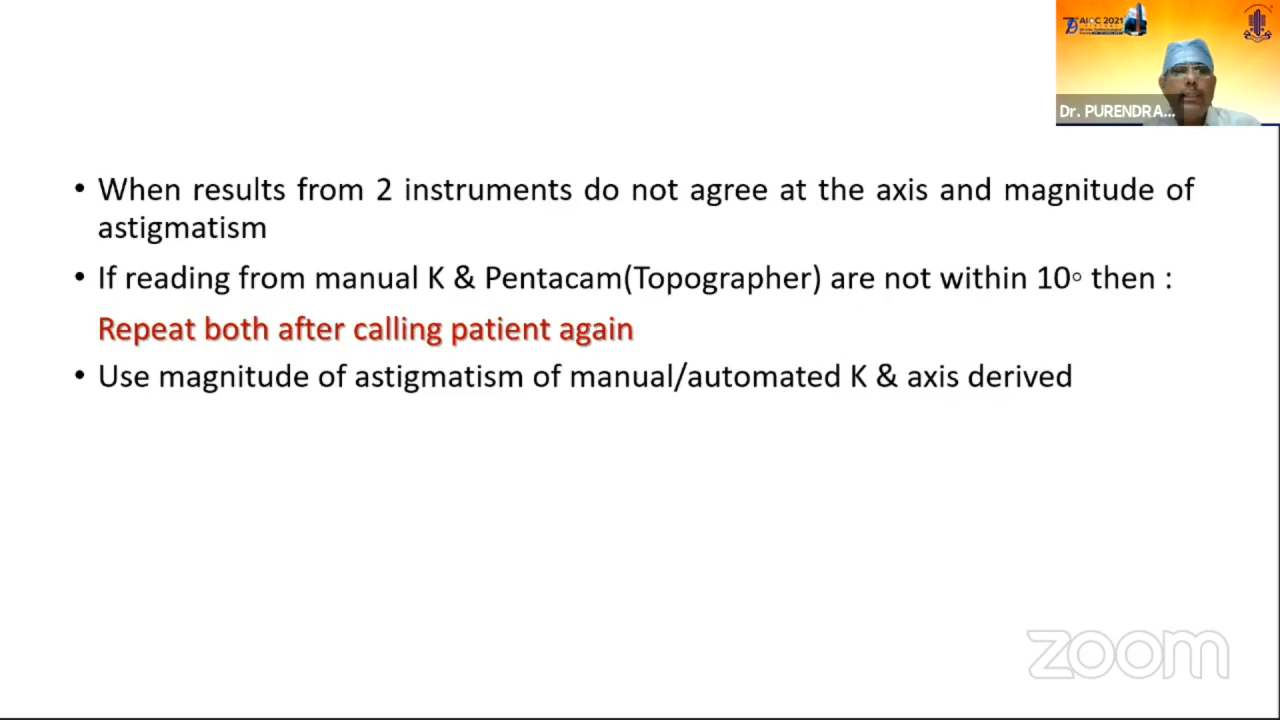 AIOC 2021
Dr. PURENDRA...
• When results from 2 instruments do not agree at the axis and magnitude of
astigmatism
• If reading from manual K & Pentacam(Topographer) are not within 10◦ then :
Repeat both after calling patient again
• Use magnitude of astigmatism of manual/automated K & axis derived
zoom